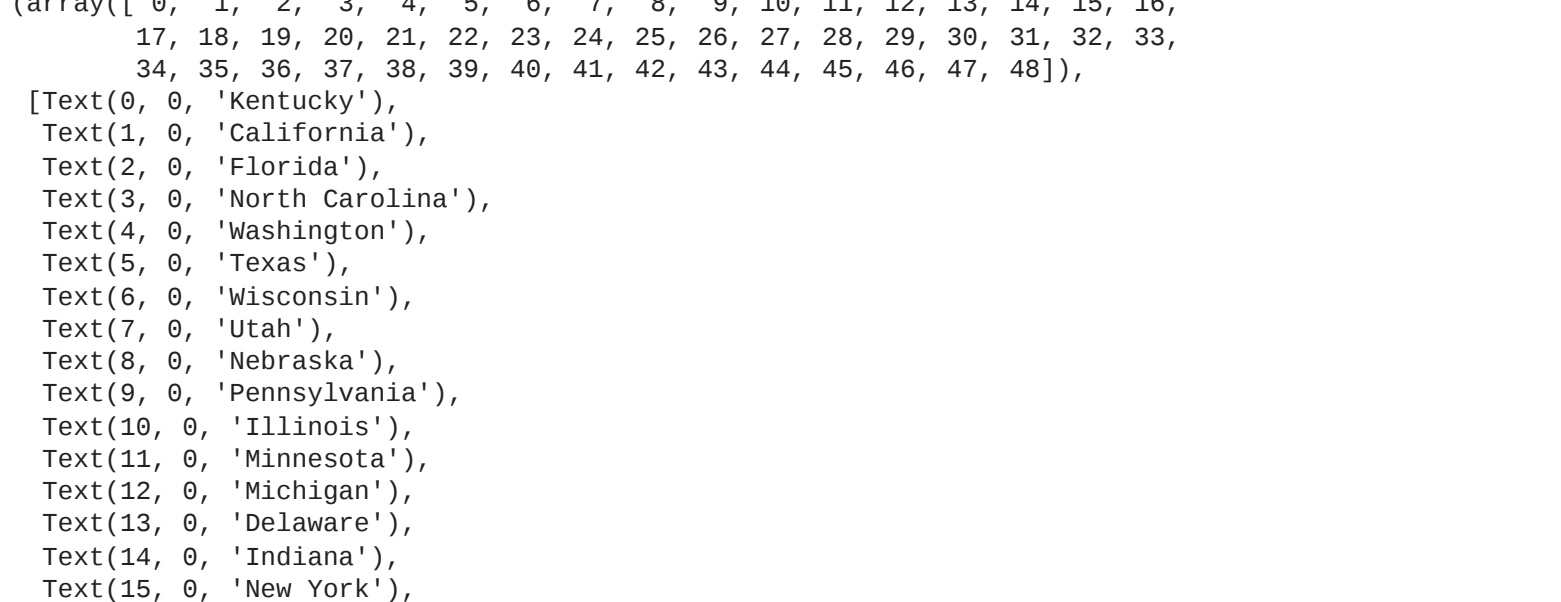 (array([ 0,  1,  2,  3,  4,  5,  6,  7,  8,  9, 10, 11, 12, 13, 14, 15, 16,
        17, 18, 19, 20, 21, 22, 23, 24, 25, 26, 27, 28, 29, 30, 31, 32, 33,
        34, 35, 36, 37, 38, 39, 40, 41, 42, 43, 44, 45, 46, 47, 48]),
 [Text(0, 0, 'Kentucky'),
  Text(1, 0, 'California'),
  Text(2, 0, 'Florida'),
  Text(3, 0, 'North Carolina'),
  Text(4, 0, 'Washington'),
  Text(5, 0, 'Texas'),
  Text(6, 0, 'Wisconsin'),
  Text(7, 0, 'Utah'),
  Text(8, 0, 'Nebraska'),
  Text(9, 0, 'Pennsylvania'),
  Text(10, 0, 'Illinois'),
  Text(11, 0, 'Minnesota'),
  Text(12, 0, 'Michigan'),
  Text(13, 0, 'Delaware'),
  Text(14, 0, 'Indiana'),
  Text(15, 0, 'New York'),